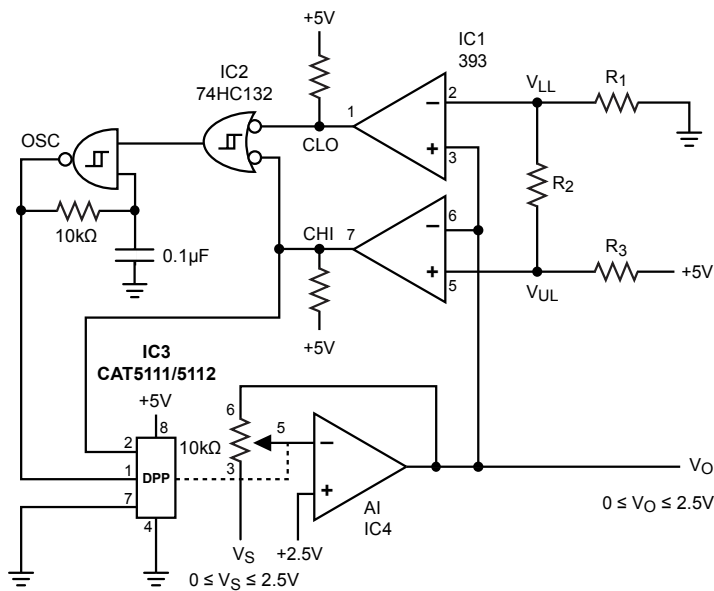 +5V
IC1
393
IC2
74HC132
VLL
R1
2
1
OSC
CLO
3
R2
10kΩ
CHI
7
6
R3
0.1µF
+5V
5
VUL
+5V
IC3
CAT5111/5112
+5V
8
6
5
2
10kΩ
1
DPP
3
VO
7
AI
0 ≤ VO ≤ 2.5V
4
IC4
VS
+2.5V
0 ≤ VS ≤ 2.5V